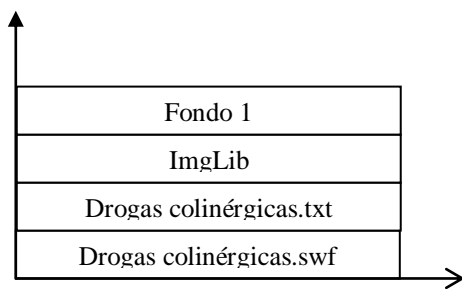 Fondo 1
ImgLib
Drogas colinérgicas.txt
Drogas colinérgicas.swf